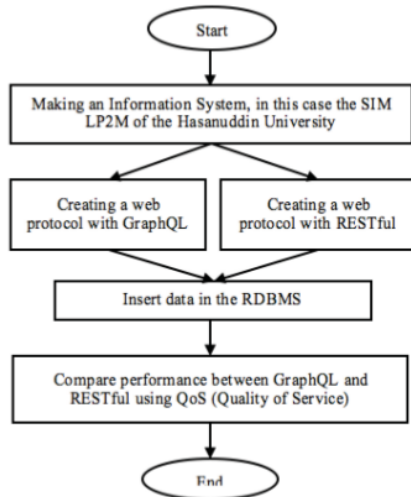 Start
Making an Information System, in this case the SIM
LP2M of the Hasanuddin University
Creating a web
protocol with GraphQL
Creating a web
protocol with RESTful
Insert data in the RDBMS
Compare performance between GraphQL and
RESTful using QoS (Quality of Service)
End